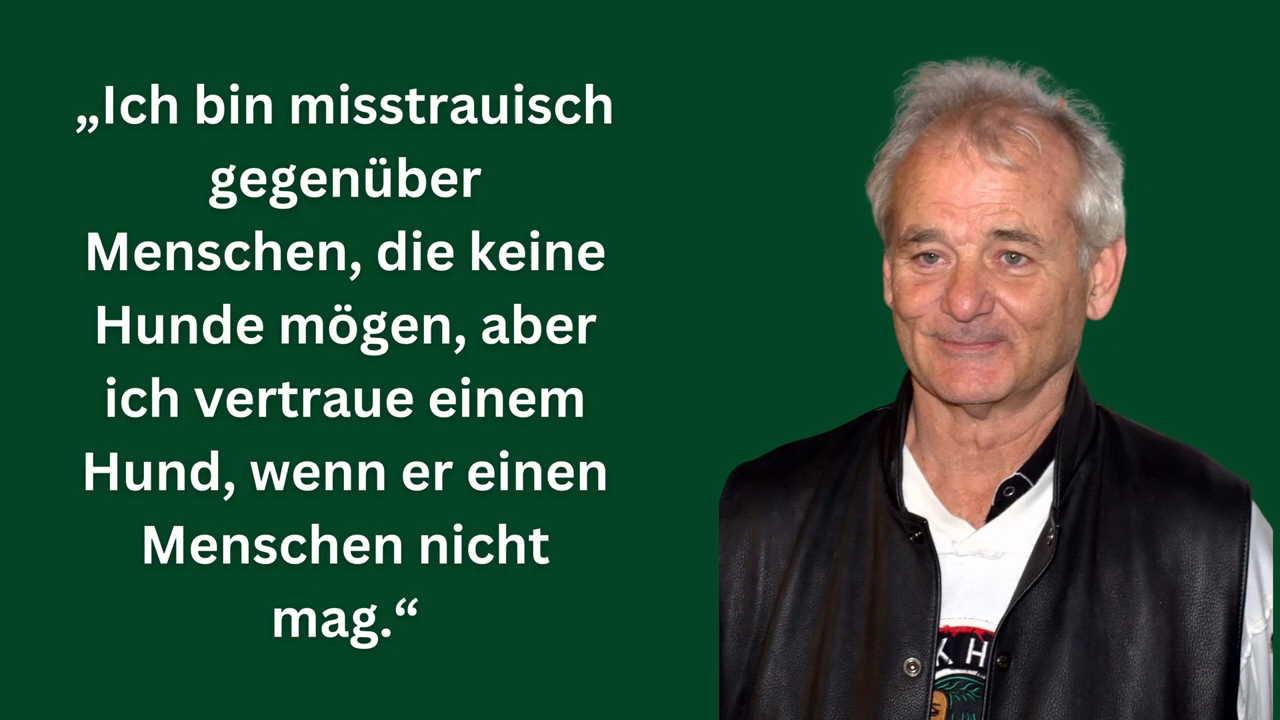 „Ich bin misstrauisch
gegenüber
Menschen, die keine
Hunde mögen, aber
ich vertraue einem
Hund, wenn er einen
Menschen nicht
mag.“
K H